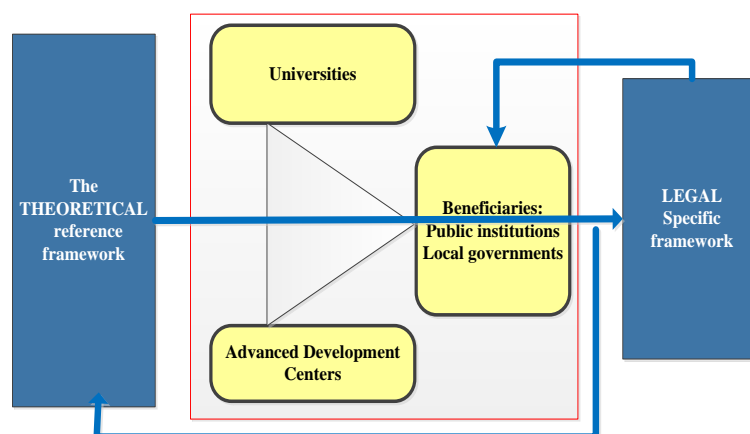 Universities
The
THEORETICAL
reference
framework
Beneficiaries:
Public institutions
Local governments
LEGAL
Specific
framework
Advanced Development
Centers